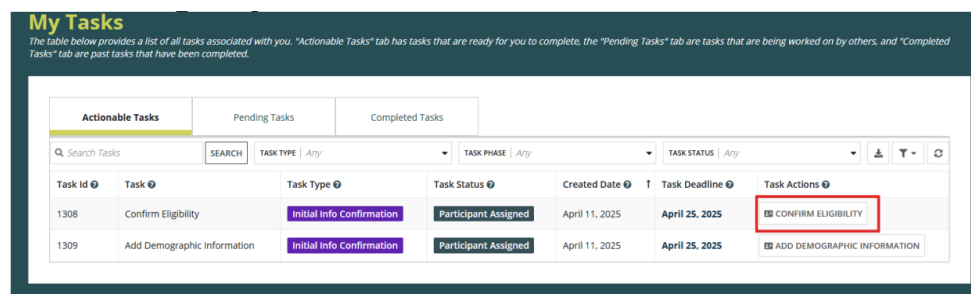 My Tasks
The table below provides a list of all tasks associated with you. "Actionable Tasks" tab has tasks that are ready for you to complete, the "Pending Tasks" tab are tasks that are being worked on by others, and "Completed
Tasks" tab are past tasks that have been completed.
Actionable Tasks Pending Tasks Completed Tasks
Search Tasks SEARCH TASK TYPE Any TASK PHASE Any TASK STATUS Any
Task Id Task Task Type Task Status Created Date Task Deadline Task Actions
1308 Confirm Eligibility Initial Info Confirmation Participant Assigned April 11, 2025 April 25, 2025 CONFIRM ELIGIBILITY
1309 Add Demographic Information Initial Info Confirmation Participant Assigned April 11, 2025 April 25, 2025 ADD DEMOGRAPHIC INFORMATION